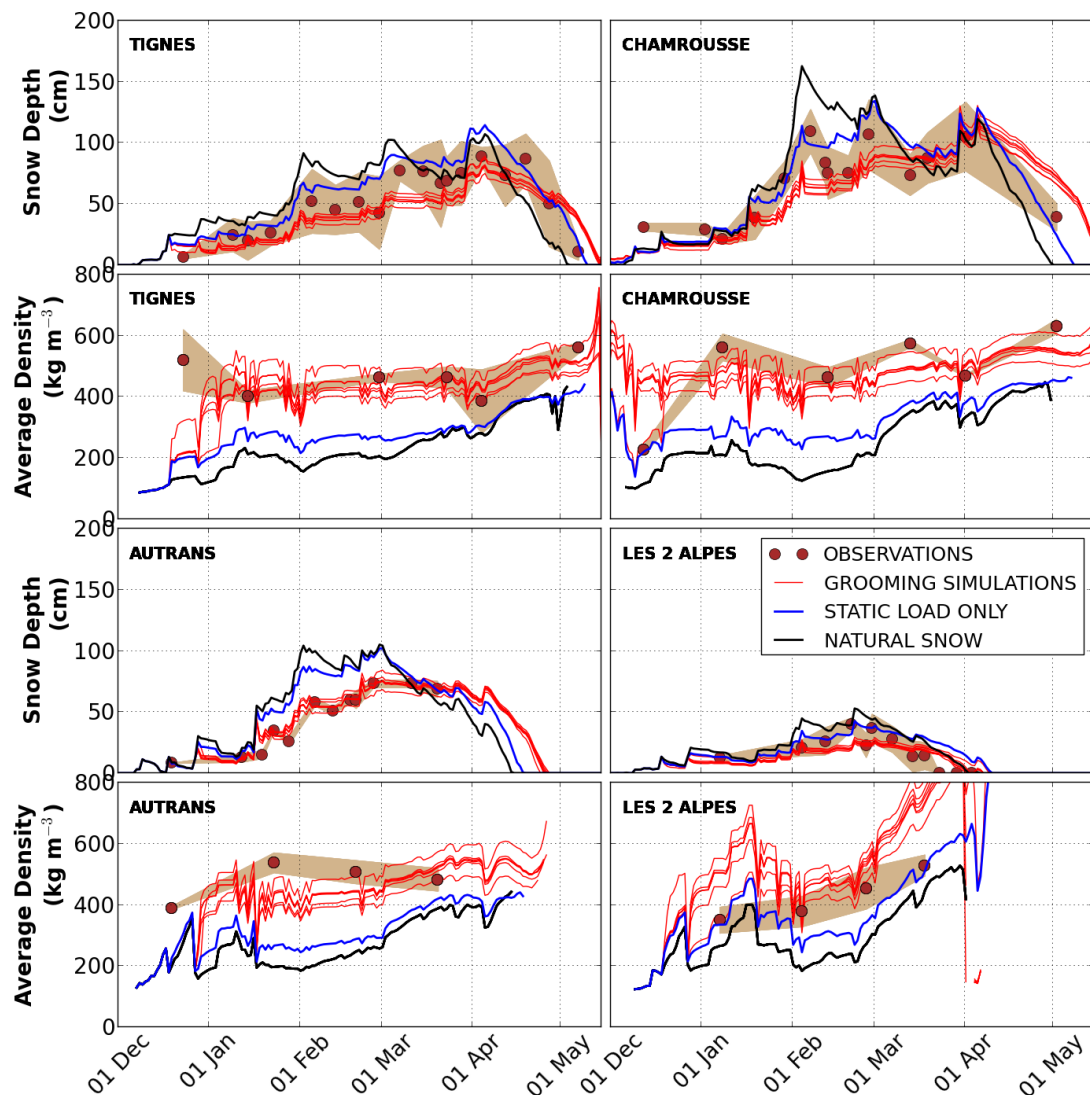 TIGNES
CHAMROUSSE
Snow Depth
(cm)
200
150
100
50
0
TIGNES
CHAMROUSSE
Average Density
(kg m⁻³)
800
600
400
200
0
AUTRANS
LES 2 ALPES
Snow Depth
(cm)
200
150
100
50
0
OBSERVATIONS
GROOMING SIMULATIONS
STATIC LOAD ONLY
NATURAL SNOW
AUTRANS
LES 2 ALPES
Average Density
(kg m⁻³)
800
600
400
200
0
01 Dec
01 Jan
01 Feb
01 Mar
01 Apr
01 May
01 Dec
01 Jan
01 Feb
01 Mar
01 Apr
01 May